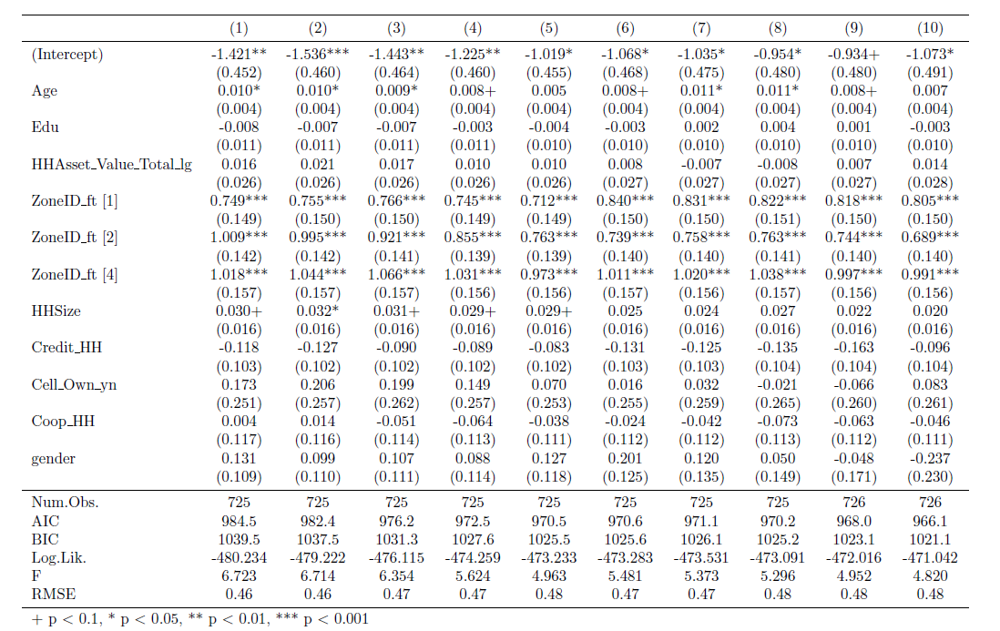 (1) (2) (3) (4) (5) (6) (7) (8) (9) (10)
(Intercept) -1.421** -1.536*** -1.443** -1.225** -1.019* -1.068* -1.035* -0.954* -0.934+ -1.073*
(0.452) (0.460) (0.464) (0.460) (0.455) (0.468) (0.475) (0.480) (0.480) (0.491)
Age 0.010* 0.010* 0.009* 0.008+ 0.005 0.008+ 0.011* 0.011* 0.008+ 0.007
(0.004) (0.004) (0.004) (0.004) (0.004) (0.004) (0.004) (0.004) (0.004) (0.004)
Edu -0.008 -0.007 -0.007 -0.003 -0.004 -0.003 0.002 0.004 0.001 -0.003
(0.011) (0.011) (0.011) (0.011) (0.010) (0.010) (0.010) (0.010) (0.010) (0.010)
HHAsset_Value_Total_lg 0.016 0.021 0.017 0.010 0.010 0.008 -0.007 -0.008 0.007 0.014
(0.026) (0.026) (0.026) (0.026) (0.026) (0.027) (0.027) (0.027) (0.027) (0.028)
ZoneID_ft [1] 0.749*** 0.755*** 0.766*** 0.745*** 0.712*** 0.840*** 0.831*** 0.822*** 0.818*** 0.805***
(0.149) (0.150) (0.150) (0.149) (0.149) (0.150) (0.150) (0.151) (0.150) (0.150)
ZoneID_ft [2] 1.009*** 0.995*** 0.921*** 0.855*** 0.763*** 0.739*** 0.758*** 0.763*** 0.744*** 0.689***
(0.142) (0.142) (0.141) (0.139) (0.139) (0.140) (0.140) (0.141) (0.140) (0.140)
ZoneID_ft [4] 1.018*** 1.044*** 1.066*** 1.031*** 0.973*** 1.011*** 1.020*** 1.038*** 0.997*** 0.991***
(0.157) (0.157) (0.157) (0.156) (0.156) (0.157) (0.156) (0.157) (0.156) (0.156)
HHSize 0.030+ 0.032* 0.031+ 0.029+ 0.029+ 0.025 0.024 0.027 0.022 0.020
(0.016) (0.016) (0.016) (0.016) (0.016) (0.016) (0.016) (0.016) (0.016) (0.016)
Credit_HH -0.118 -0.127 -0.090 -0.089 -0.083 -0.131 -0.125 -0.135 -0.163 -0.096
(0.103) (0.102) (0.102) (0.102) (0.102) (0.103) (0.103) (0.104) (0.104) (0.104)
Cell_Own_yn 0.173 0.206 0.199 0.149 0.070 0.016 0.032 -0.021 -0.066 0.083
(0.251) (0.257) (0.262) (0.257) (0.253) (0.255) (0.259) (0.265) (0.260) (0.261)
Coop_HH 0.004 0.014 -0.051 -0.064 -0.038 -0.024 -0.042 -0.073 -0.063 -0.046
(0.117) (0.116) (0.114) (0.113) (0.111) (0.112) (0.112) (0.113) (0.112) (0.111)
gender 0.131 0.099 0.107 0.088 0.127 0.201 0.120 0.050 -0.048 -0.237
(0.109) (0.110) (0.111) (0.114) (0.118) (0.125) (0.135) (0.149) (0.171) (0.230)
Num.Obs. 725 725 725 725 725 725 725 725 726 726
AIC 984.5 982.4 976.2 972.5 970.5 970.6 971.1 970.2 968.0 966.1
BIC 1039.5 1037.5 1031.3 1027.6 1025.5 1025.6 1026.1 1025.2 1023.1 1021.1
Log.Lik. -480.234 -479.222 -476.115 -474.259 -473.233 -473.283 -473.531 -473.091 -472.016 -471.042
F 6.723 6.714 6.354 5.624 4.963 5.481 5.373 5.296 4.952 4.820
RMSE 0.46 0.46 0.47 0.47 0.48 0.47 0.47 0.48 0.48 0.48
+ p < 0.1, * p < 0.05, ** p < 0.01, *** p < 0.001